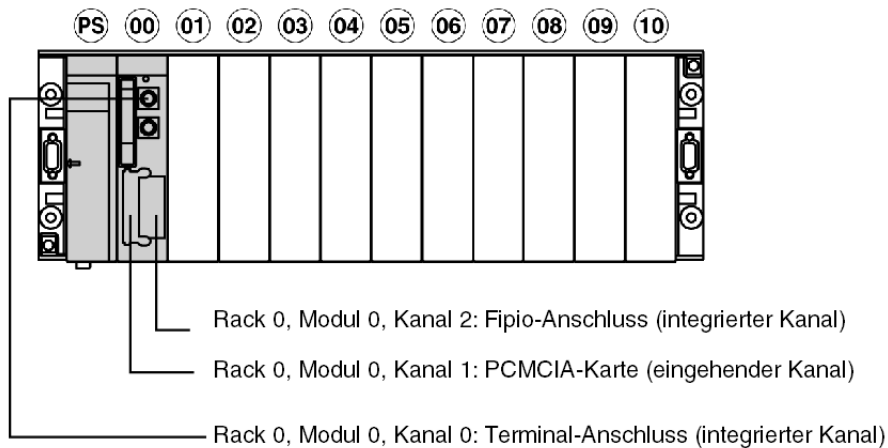 PS 00 01 02 03 04 05 06 07 08 09 10
Rack 0, Modul 0, Kanal 2: Fipio-Anschluss (integrierter Kanal)
Rack 0, Modul 0, Kanal 1: PCMCIA-Karte (eingehender Kanal)
Rack 0, Modul 0, Kanal 0: Terminal-Anschluss (integrierter Kanal)